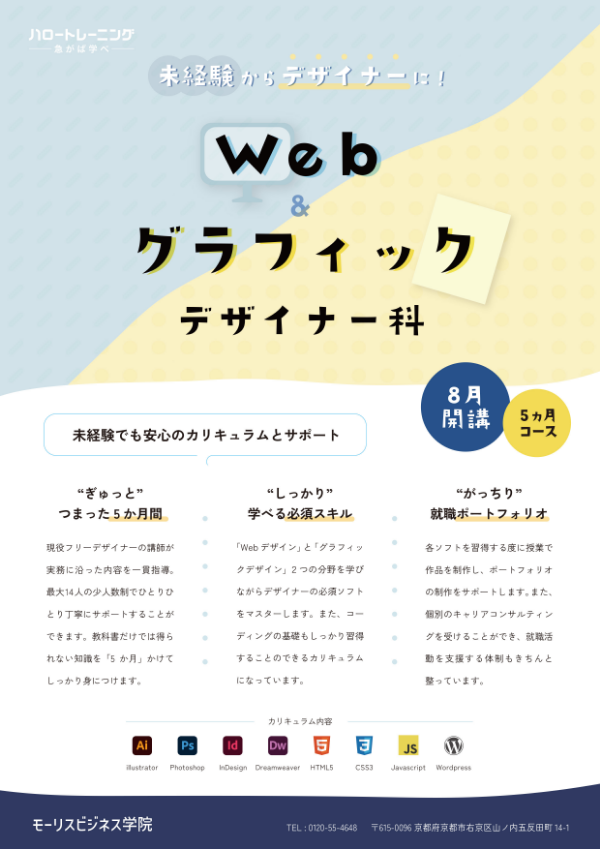 ハロートレーニング
急がば学べ
未経験からデザイナーに!
Web
&
グラフィック
デザイナー科
8月
開講
5ヵ月
コース
未経験でも安心のカリキュラムとサポート
“ぎゅっと”
つまった5か月間
現役フリーデザイナーの講師が
実務に沿った内容を一貫指導。
最大14人の少人数制でひとりひ
とり丁寧にサポートすることが
できます。教科書だけでは得ら
れない知識を「5 か月」かけて
しっかり身につけます。
“しっかり”
学べる必須スキル
「Web デザイン」と「グラフィッ
クデザイン」2 つの分野を学び
ながらデザイナーの必須ソフト
をマスターします。また、コー
ディングの基礎もしっかり習得
することのできるカリキュラム
になっています。
“がっちり”
就職ポートフォリオ
各ソフトを習得する度に授業で
作品を制作し、ポートフォリオ
の制作をサポートします。また、
個別のキャリアコンサルティン
グを受けることができ、就職活
動を支援する体制もきちんと
整っています。
カリキュラム内容
Ai Ps Id Dw 5 3 JS W
illustrator Photoshop InDesign Dreamweaver HTML5 CSS3 Javascript Wordpress
モーリスビジネス学院
TEL : 0120-55-4648 〒615-0096 京都府京都市右京区山ノ内五反田町 14-1